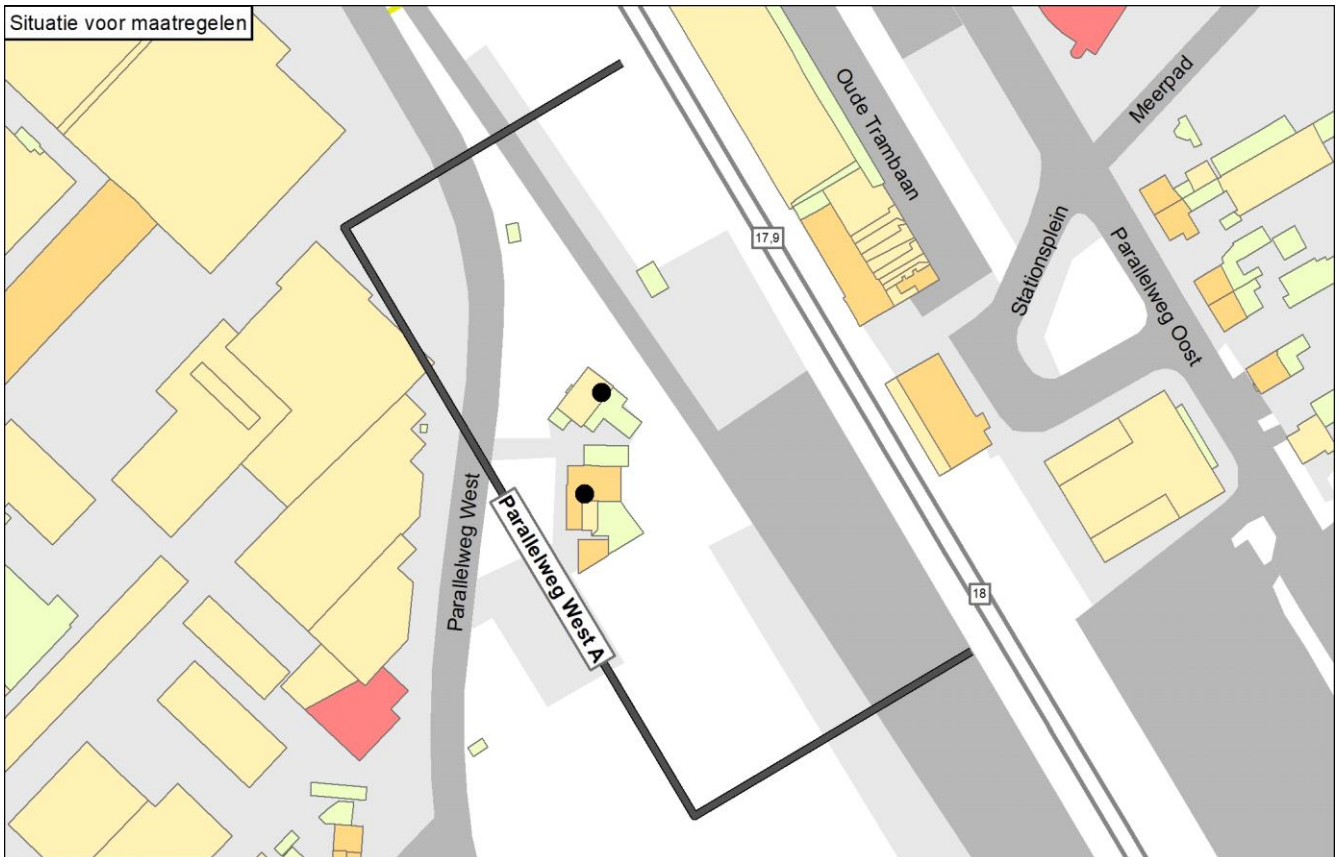 Situatie voor maatregelen
Oude Trambaan
Meerpad
17,9
Stationsplein
Parallelweg Oost
Parallelweg West
Parallelweg West A
18